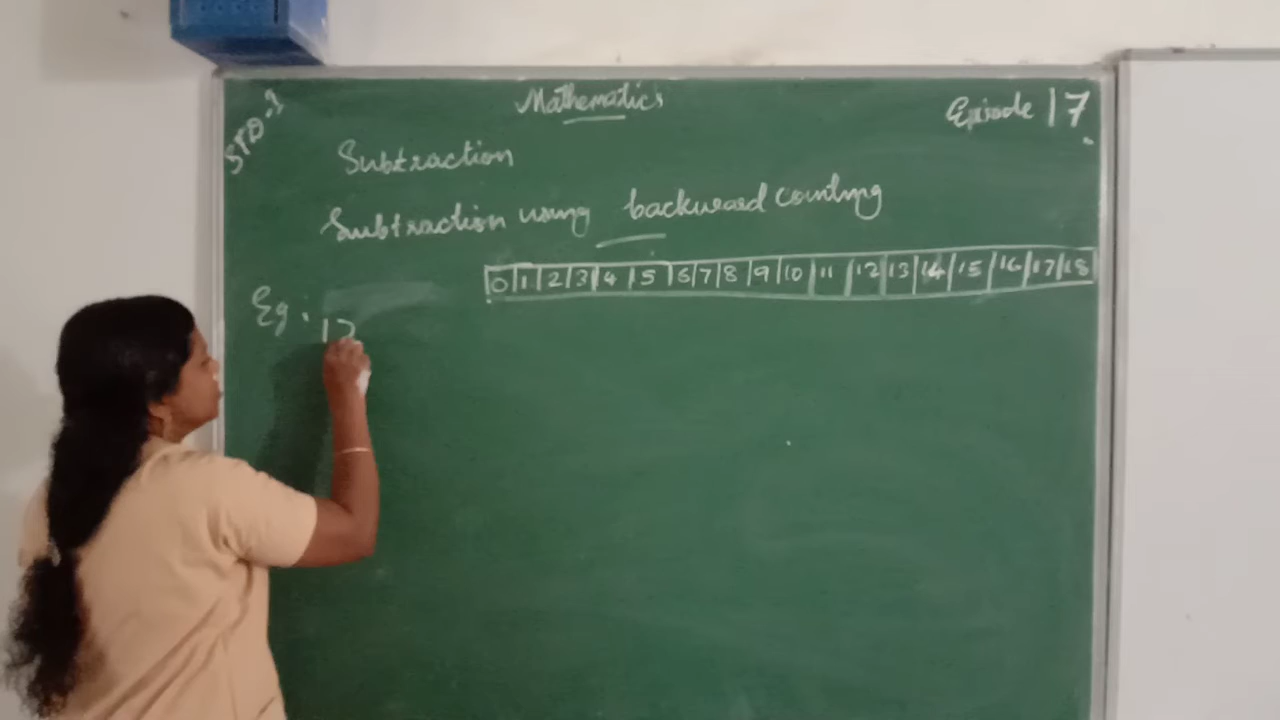 STD-1
Mathematics
Episode 17
Subtraction
Subtraction using backward counting
0 1 2 3 4 5 6 7 8 9 10 11 12 13 14 15 16 17 18
Eg: 12